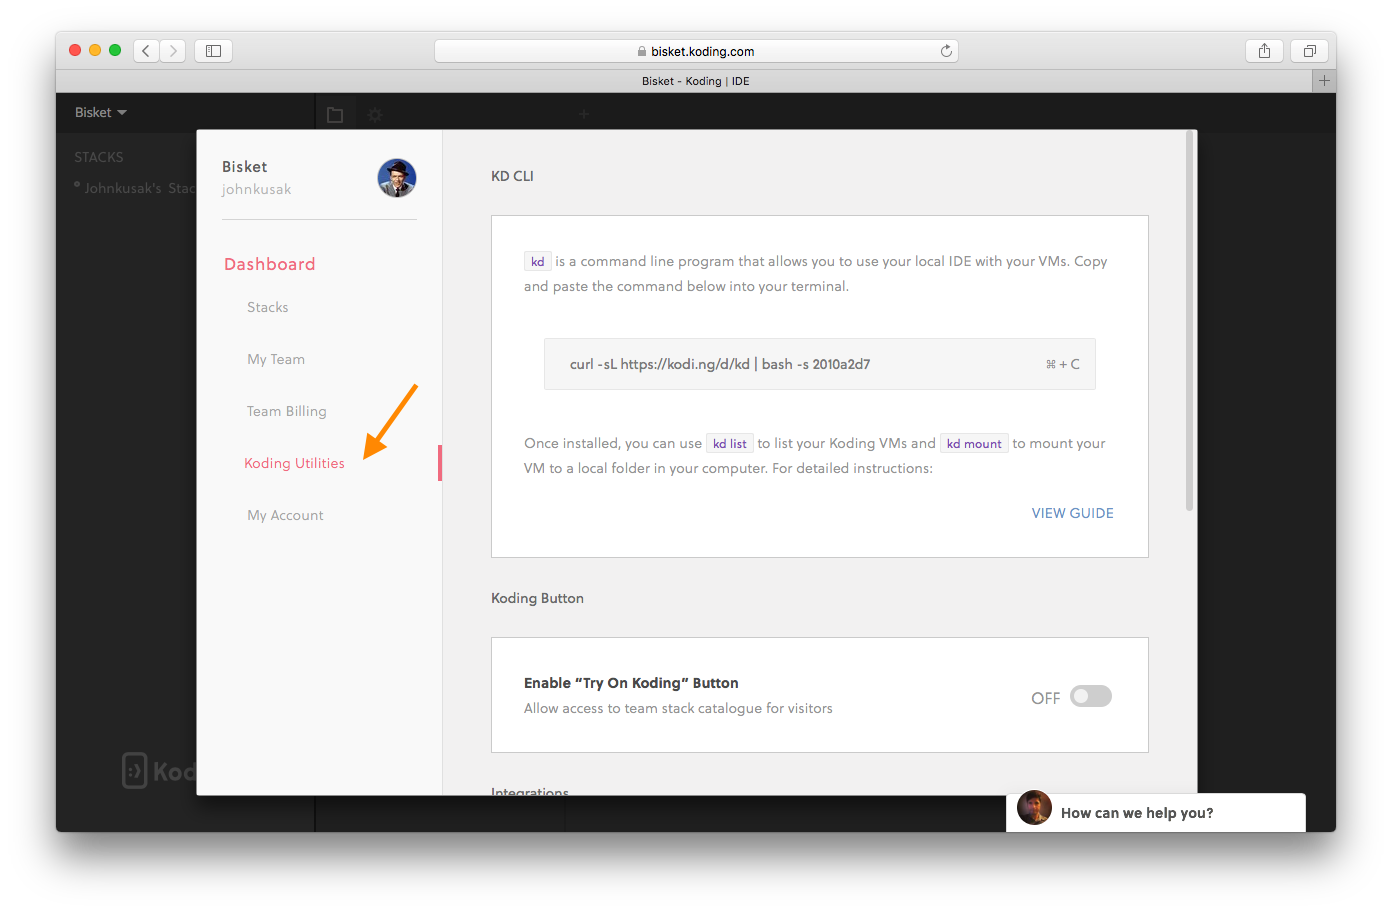 bisket.koding.com
Bisket - Koding | IDE
Bisket
STACKS
Johnkusak's Stac
Bisket
johnkusak
Dashboard
Stacks
My Team
Team Billing
Koding Utilities
My Account
KD CLI
kd is a command line program that allows you to use your local IDE with your VMs. Copy
and paste the command below into your terminal.
curl -sL https://kodi.ng/d/kd | bash -s 2010a2d7
⌘ + C
Once installed, you can use kd list to list your Koding VMs and kd mount to mount your
VM to a local folder in your computer. For detailed instructions:
VIEW GUIDE
Koding Button
Enable “Try On Koding” Button
Allow access to team stack catalogue for visitors
OFF
Integrations
Kod
How can we help you?